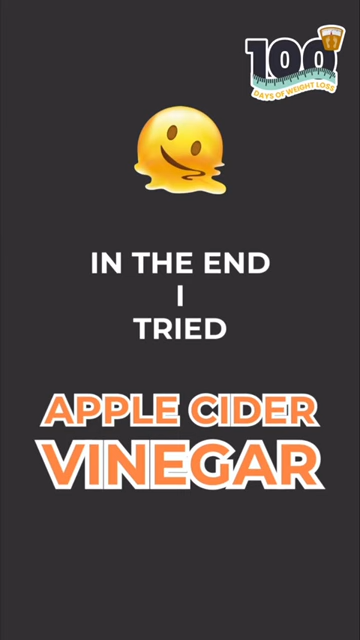 100
DAYS OF WEIGHT LOSS
IN THE END
I
TRIED
APPLE CIDER
VINEGAR